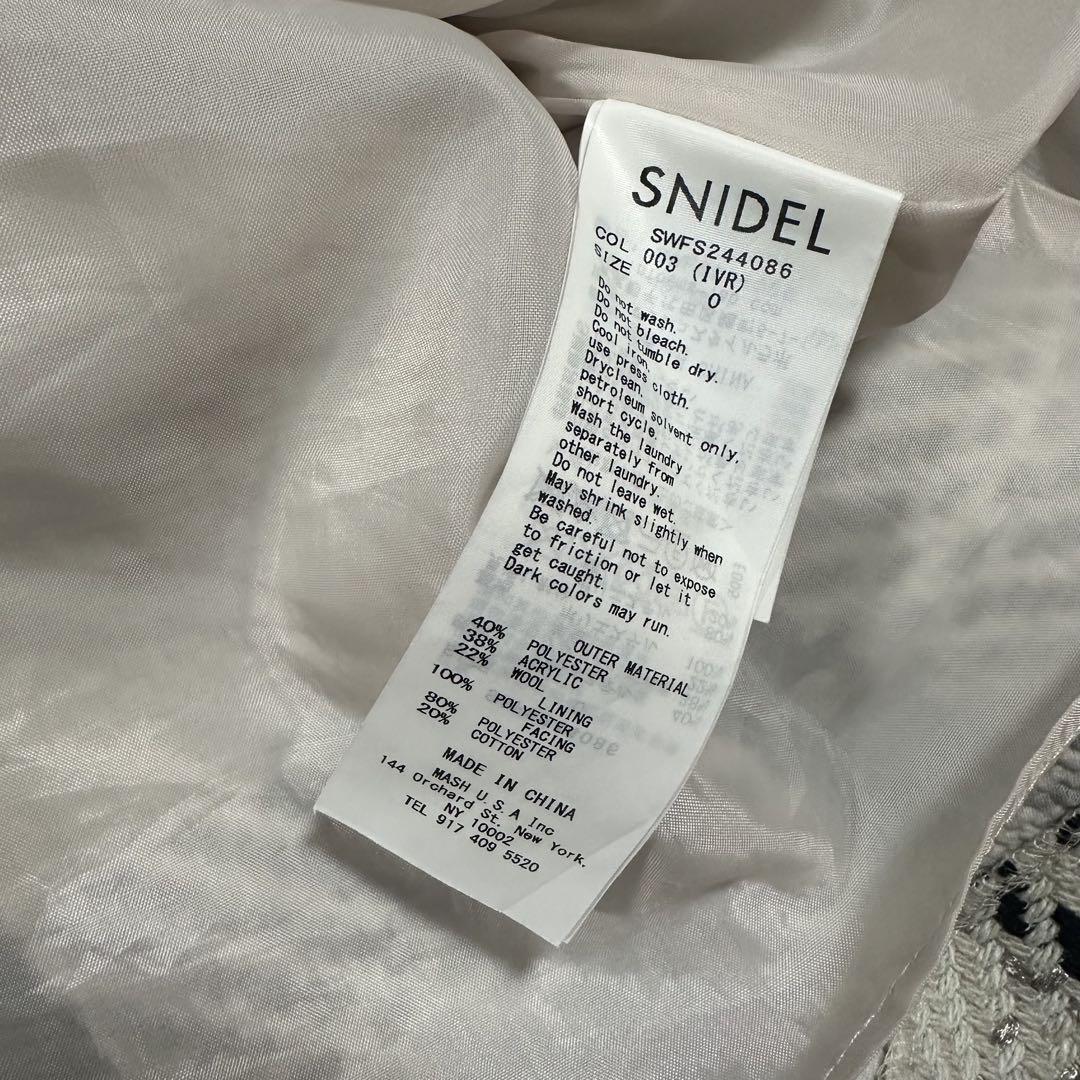 SNIDEL
SWFS244086
COL 003 (IVR)
SIZE 0
Do not wash.
Do not bleach.
Do not tumble dry.
Cool iron.
use press cloth.
Dryclean.
petroleum solvent only,
short cycle.
Wash the laundry
separately from
other laundry.
Do not leave wet.
May shrink slightly when
washed.
Be careful not to expose
to friction or let it
get caught.
Dark colors may run.
OUTER MATERIAL
40% POLYESTER
38% ACRYLIC
22% WOOL
LINING
100% POLYESTER
FACING
80% POLYESTER
20% COTTON
MADE IN CHINA
MASH U.S.A Inc
144 Orchard St. New York.
NY 10002
TEL 917 409 5520